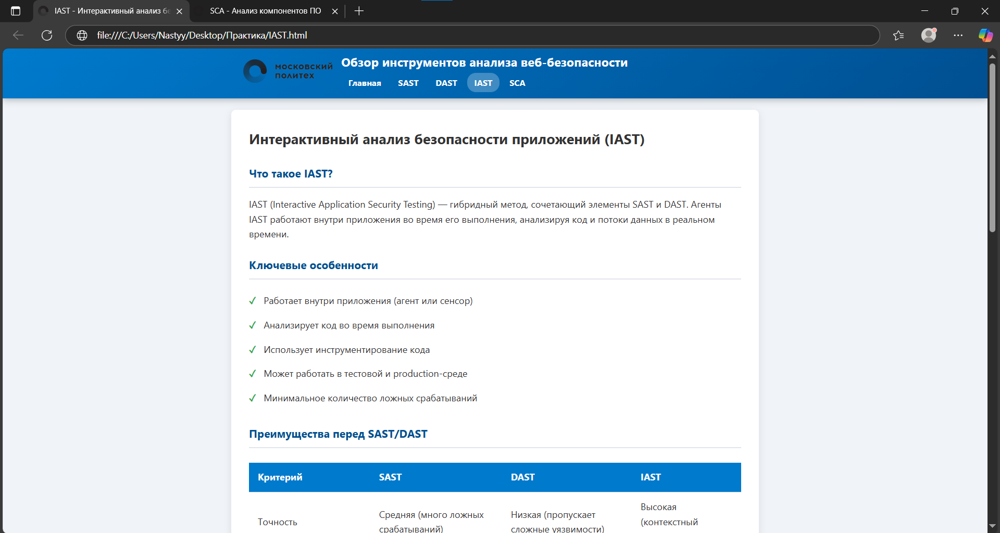 IAST - Интерактивный анализ бе
SCA - Анализ компонентов ПО
file:///C:/Users/Nastyy/Desktop/Практика/IAST.html
московский
политех
Обзор инструментов анализа веб-безопасности
Главная SAST DAST IAST SCA
Интерактивный анализ безопасности приложений (IAST)
Что такое IAST?
IAST (Interactive Application Security Testing) — гибридный метод, сочетающий элементы SAST и DAST. Агенты
IAST работают внутри приложения во время его выполнения, анализируя код и потоки данных в реальном
времени.
Ключевые особенности
✓ Работает внутри приложения (агент или сенсор)
✓ Анализирует код во время выполнения
✓ Использует инструментирование кода
✓ Может работать в тестовой и production-среде
✓ Минимальное количество ложных срабатываний
Преимущества перед SAST/DAST
Критерий SAST DAST IAST
Точность
Средняя (много ложных
срабатываний)
Низкая (пропускает
сложные уязвимости)
Высокая
(контекстный